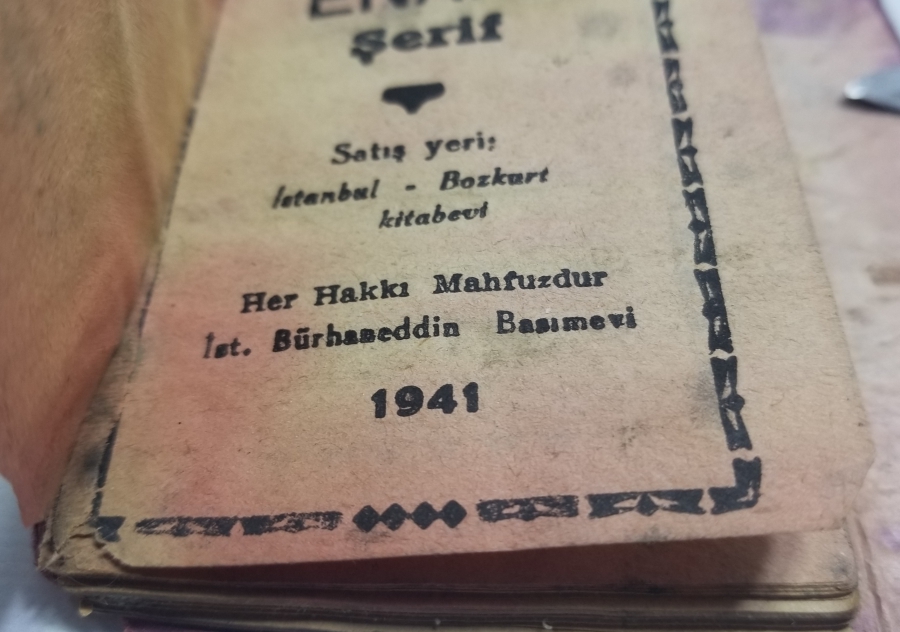 Şerif
Satış yeri;
İstanbul - Bozkurt
kitabevi
Her Hakkı Mahfuzdur
İst. Bürhaneddin Basımevi
1941